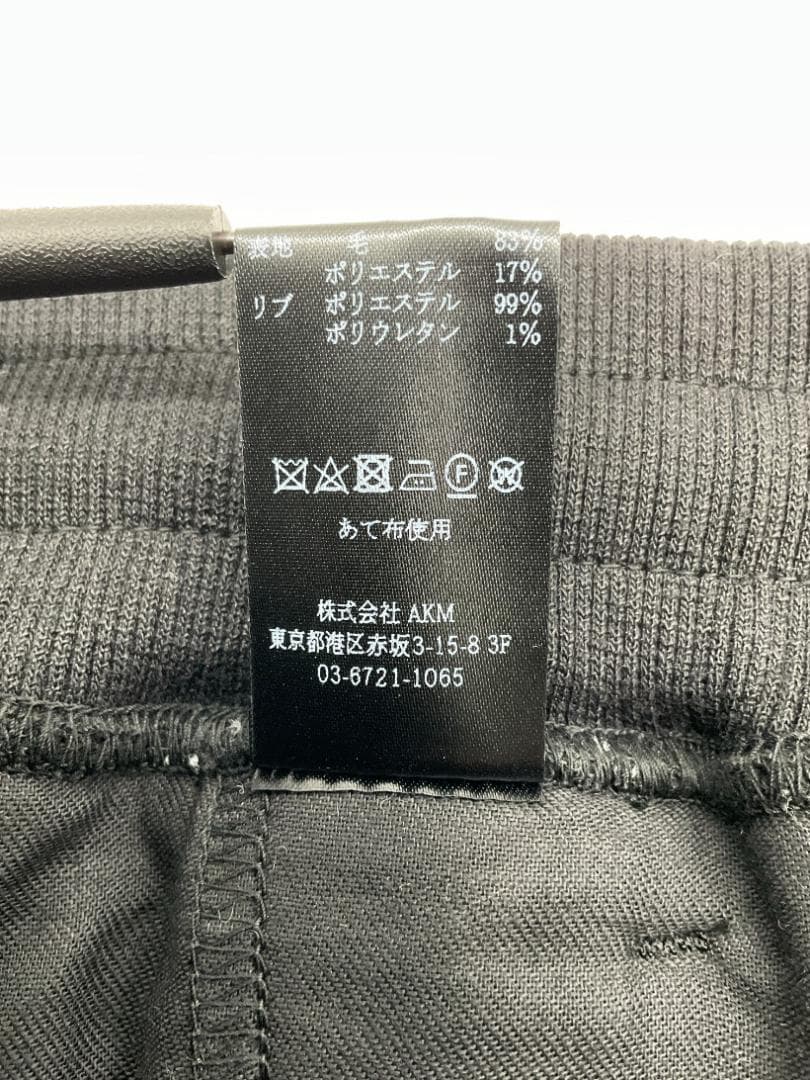 表地 毛 83%
ポリエステル 17%
リブ ポリエステル 99%
ポリウレタン 1%
F W
あて布使用
株式会社 AKM
東京都港区赤坂3-15-8 3F
03-6721-1065